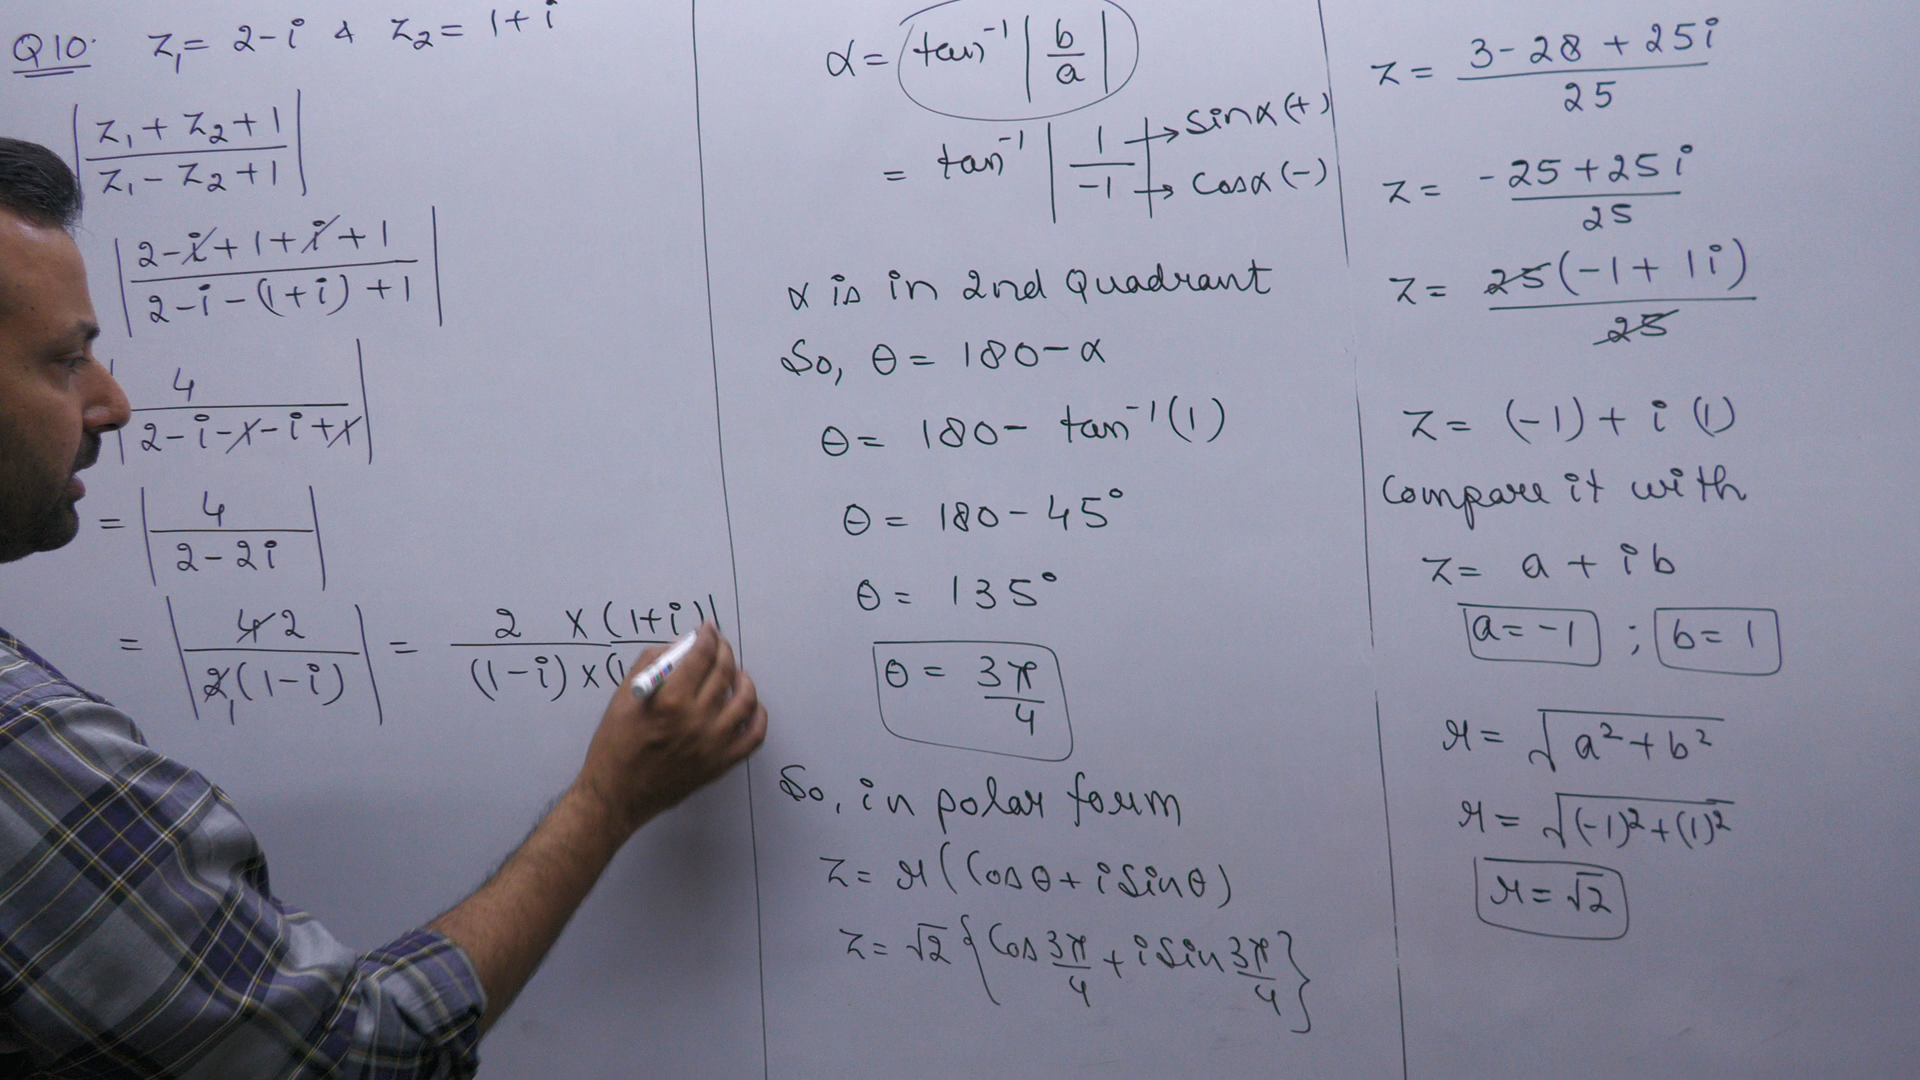 Q10. z₁ = 2-i & z₂ = 1+i
|z₁ + z₂ + 1 / z₁ - z₂ + 1|
|2-i+1+i+1 / 2-i-(1+i)+1|
|4 / 2-i-1-i+1|
= |4 / 2-2i|
= |4 2 / 2 1 (1-i)| = 2 × (1+i)| / (1-i) × (1
α = tan⁻¹ |b/a|
= tan⁻¹ |1/-1| → sinα (+) → cosα (-)
α is in 2nd Quadrant
So, θ = 180-α
θ = 180- tan⁻¹(1)
θ = 180-45°
θ = 135°
θ = 3π/4
So, in polar form
z = r(Cosθ + i Sinθ)
z = √2 {Cos 3π/4 + i Sin 3π/4}
z = 3-28+25i / 25
z = -25+25i / 25
z = 25(-1+1i) / 25
z = (-1) + i (1)
Compare it with
z = a + ib
a = -1 ; b = 1
r = √a²+b²
r = √(-1)²+(1)²
r = √2